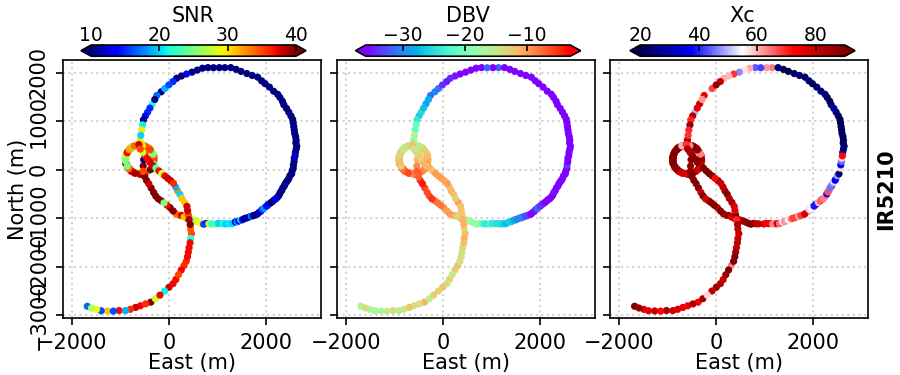 SNR DBV Xc
10 20 30 40 −30 −20 −10 20 40 60 80
2000
1000
0
−1000
−2000
−3000
North (m)
IR5210
−2000 0 2000 −2000 0 2000 −2000 0 2000
East (m) East (m) East (m)